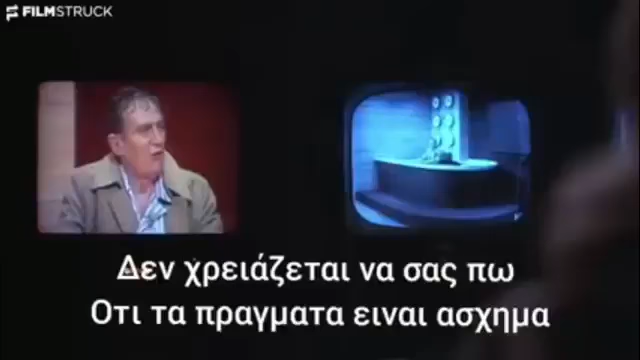 FILMSTRUCK
Δεν χρειάζεται να σας πω
Οτι τα πραγματα ειναι ασχημα